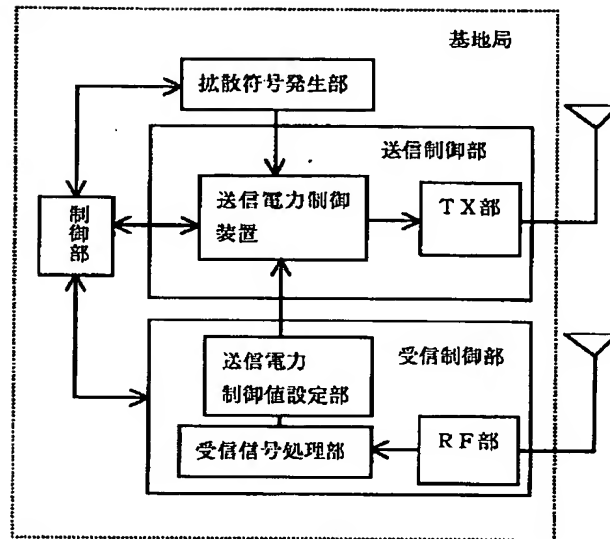 基地局
拡散符号発生部
送信制御部
送信電力制御
装置
TX部
制御部
送信電力
制御値設定部
受信制御部
受信信号処理部
RF部